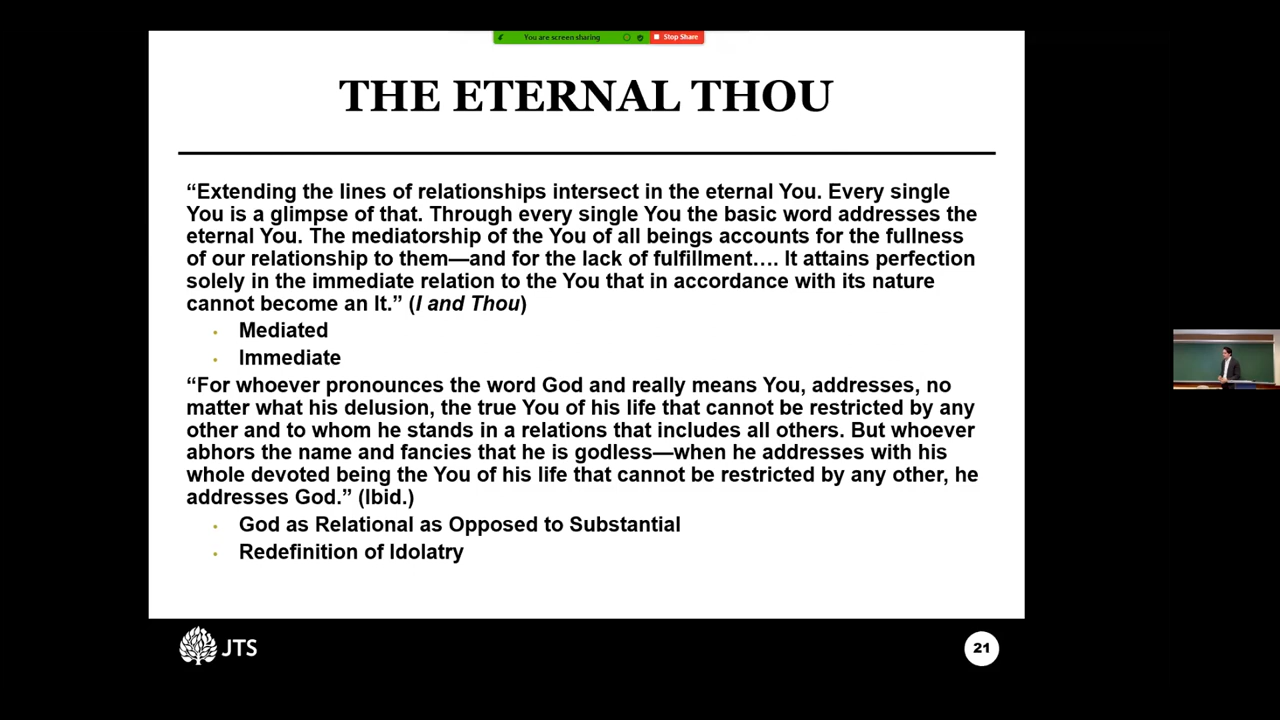 You are screen sharing
Stop Share
THE ETERNAL THOU
“Extending the lines of relationships intersect in the eternal You. Every single
You is a glimpse of that. Through every single You the basic word addresses the
eternal You. The mediatorship of the You of all beings accounts for the fullness
of our relationship to them—and for the lack of fulfillment…. It attains perfection
solely in the immediate relation to the You that in accordance with its nature
cannot become an It.” (I and Thou)
• Mediated
• Immediate
“For whoever pronounces the word God and really means You, addresses, no
matter what his delusion, the true You of his life that cannot be restricted by any
other and to whom he stands in a relations that includes all others. But whoever
abhors the name and fancies that he is godless—when he addresses with his
whole devoted being the You of his life that cannot be restricted by any other, he
addresses God.” (Ibid.)
• God as Relational as Opposed to Substantial
• Redefinition of Idolatry
JTS
21